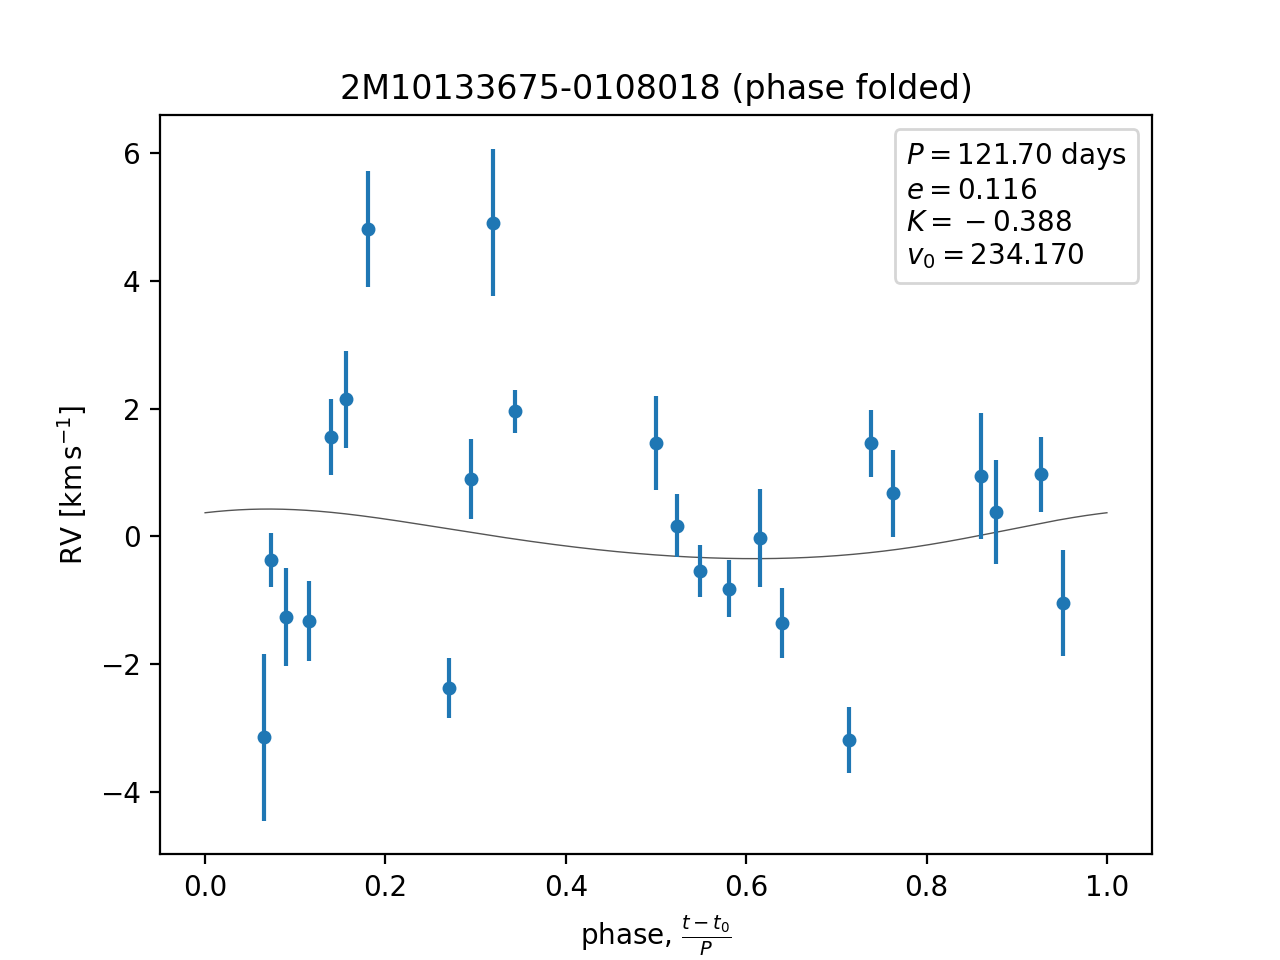 2M10133675-0108018 (phase folded)
P = 121.70 days
e = 0.116
K = −0.388
v₀ = 234.170
6
4
2
0
−2
−4
RV [km s⁻¹]
0.0 0.2 0.4 0.6 0.8 1.0
phase, (t − t₀)/P